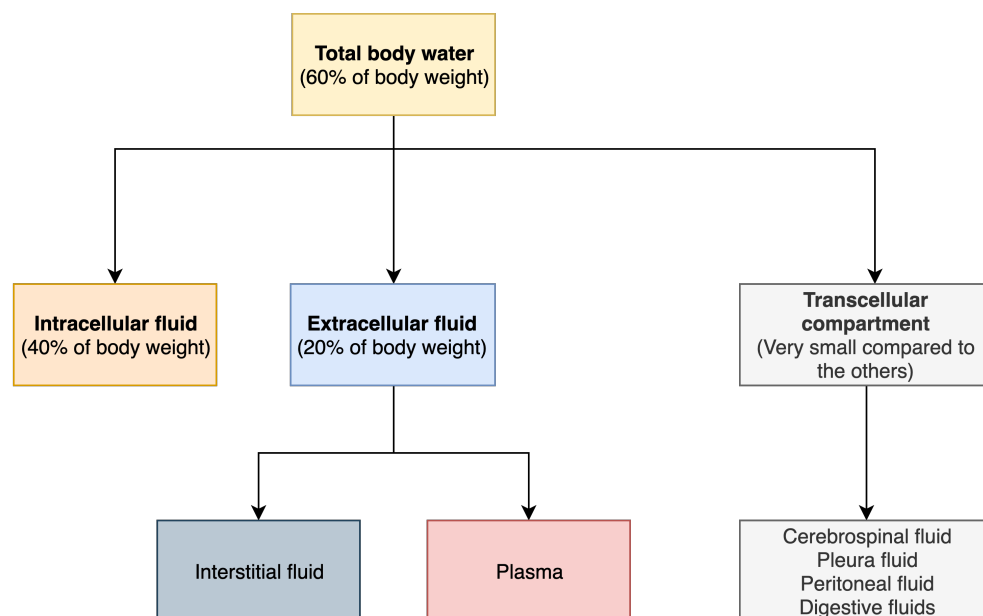 Total body water
(60% of body weight)
Intracellular fluid
(40% of body weight)
Extracellular fluid
(20% of body weight)
Transcellular
compartment
(Very small compared to
the others)
Interstitial fluid
Plasma
Cerebrospinal fluid
Pleura fluid
Peritoneal fluid
Digestive fluids